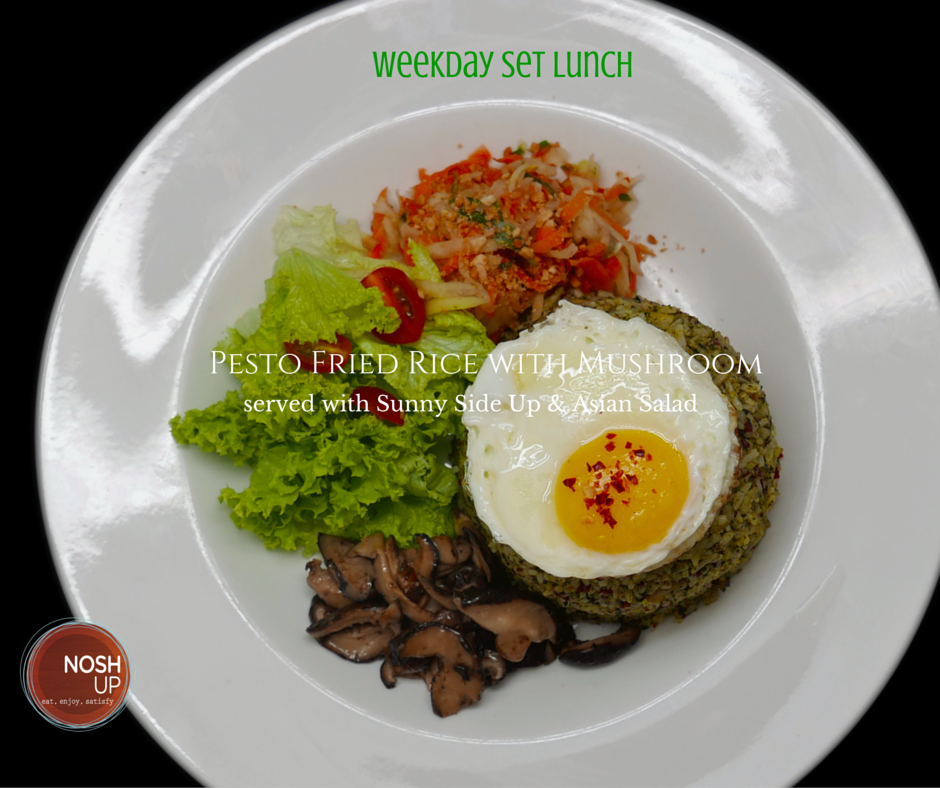 Weekday Set Lunch
Pesto Fried Rice with Mushroom
served with Sunny Side Up & Asian Salad
NOSH
UP
eat, enjoy, satisfy